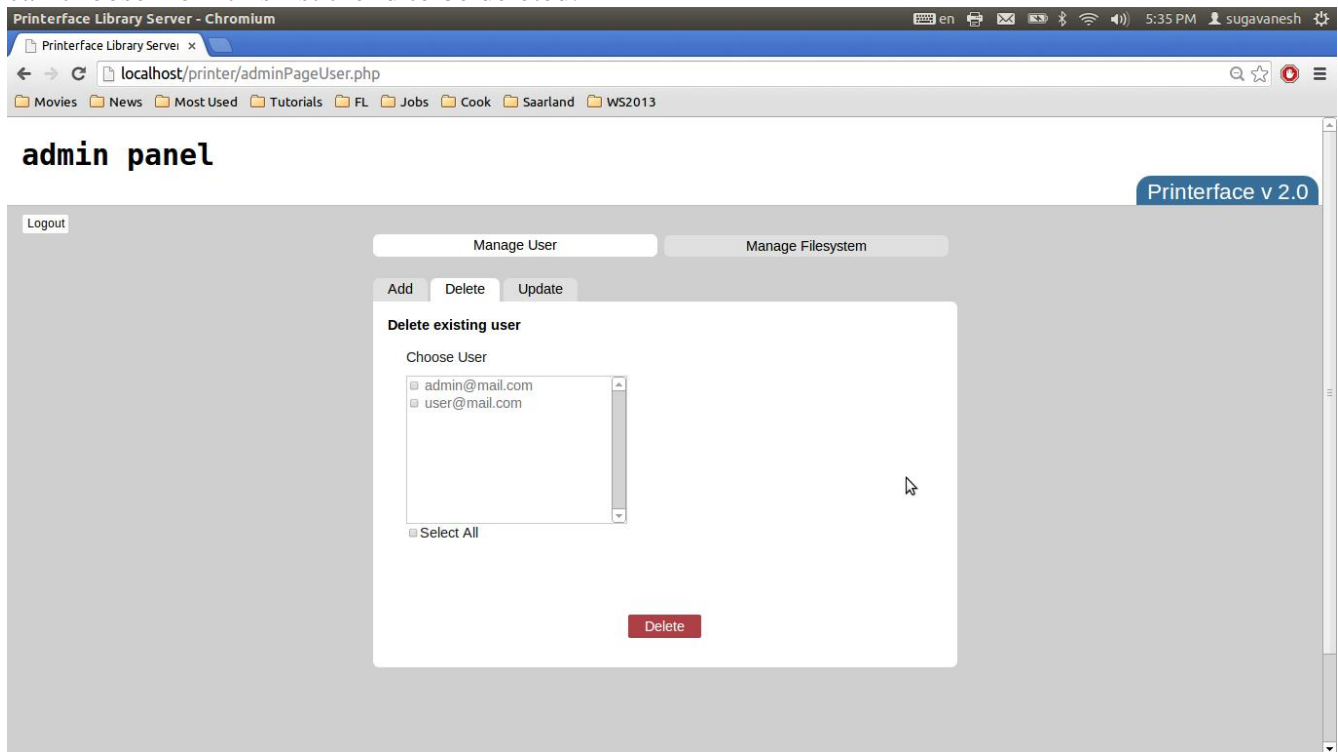 Printerface Library Server - Chromium
en 5:35 PM sugavanesh
Printerface Library Server ×
localhost/printer/adminPageUser.php
Movies News Most Used Tutorials FL Jobs Cook Saarland WS2013
admin panel
Printerface v 2.0
Logout
Manage User Manage Filesystem
Add Delete Update
Delete existing user
Choose User
admin@mail.com
user@mail.com
Select All
Delete